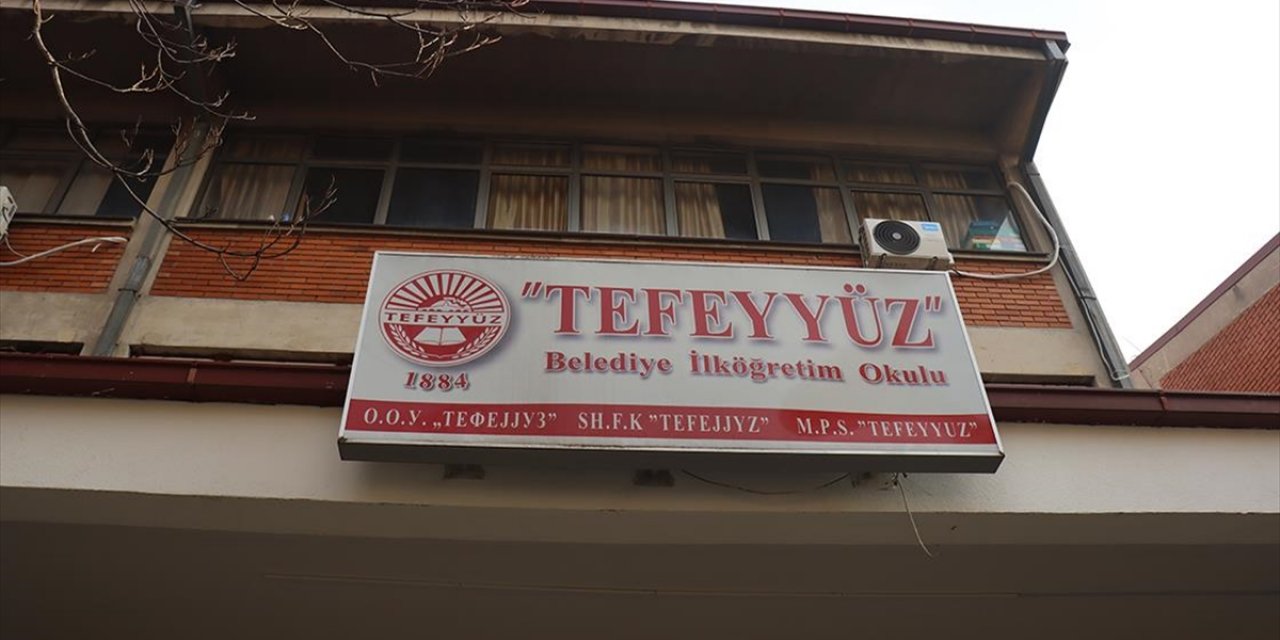 TEFEYYÜZ
1884
"TEFEYYÜZ"
Belediye İlköğretim Okulu
О.О.У. „ТЕФЕЈЈУЗ” SH.F.K ”TEFEJJYZ” M.P.S. ”TEFEYYUZ”